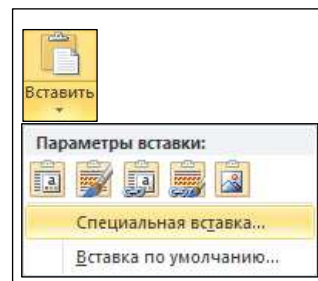 Вставить
Параметры вставки:
a a
Специальная вставка...
Вставка по умолчанию...